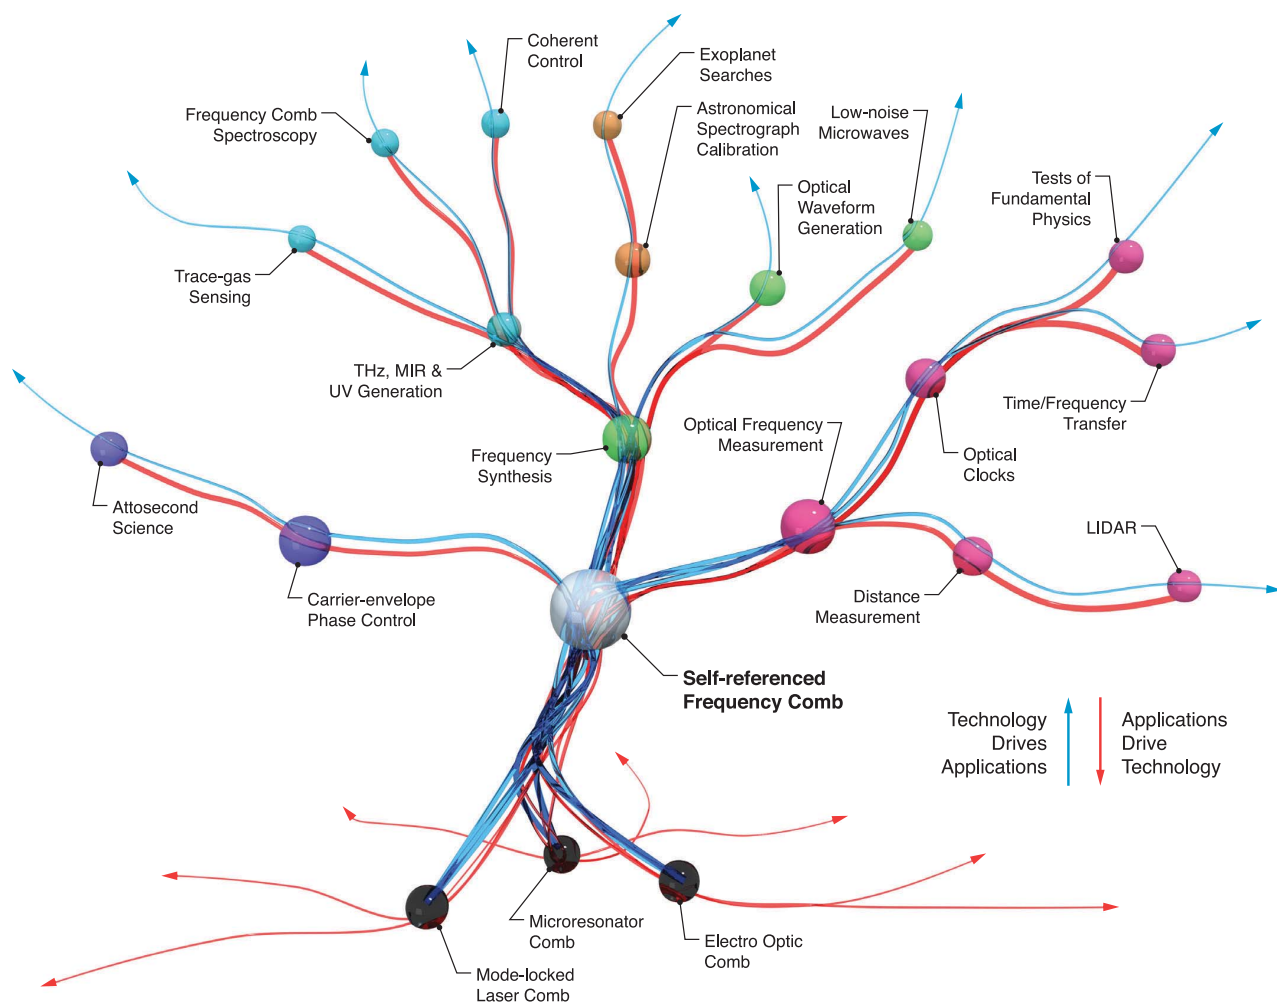 Coherent
Control
Exoplanet
Searches
Frequency Comb
Spectroscopy
Astronomical
Spectrograph
Calibration
Low-noise
Microwaves
Optical
Waveform
Generation
Tests of
Fundamental
Physics
Trace-gas
Sensing
THz, MIR &
UV Generation
Time/Frequency
Transfer
Optical Frequency
Measurement
Frequency
Synthesis
Optical
Clocks
Attosecond
Science
LIDAR
Carrier-envelope
Phase Control
Distance
Measurement
Self-referenced
Frequency Comb
Technology
Drives
Applications
Applications
Drive
Technology
Microresonator
Comb
Electro Optic
Comb
Mode-locked
Laser Comb